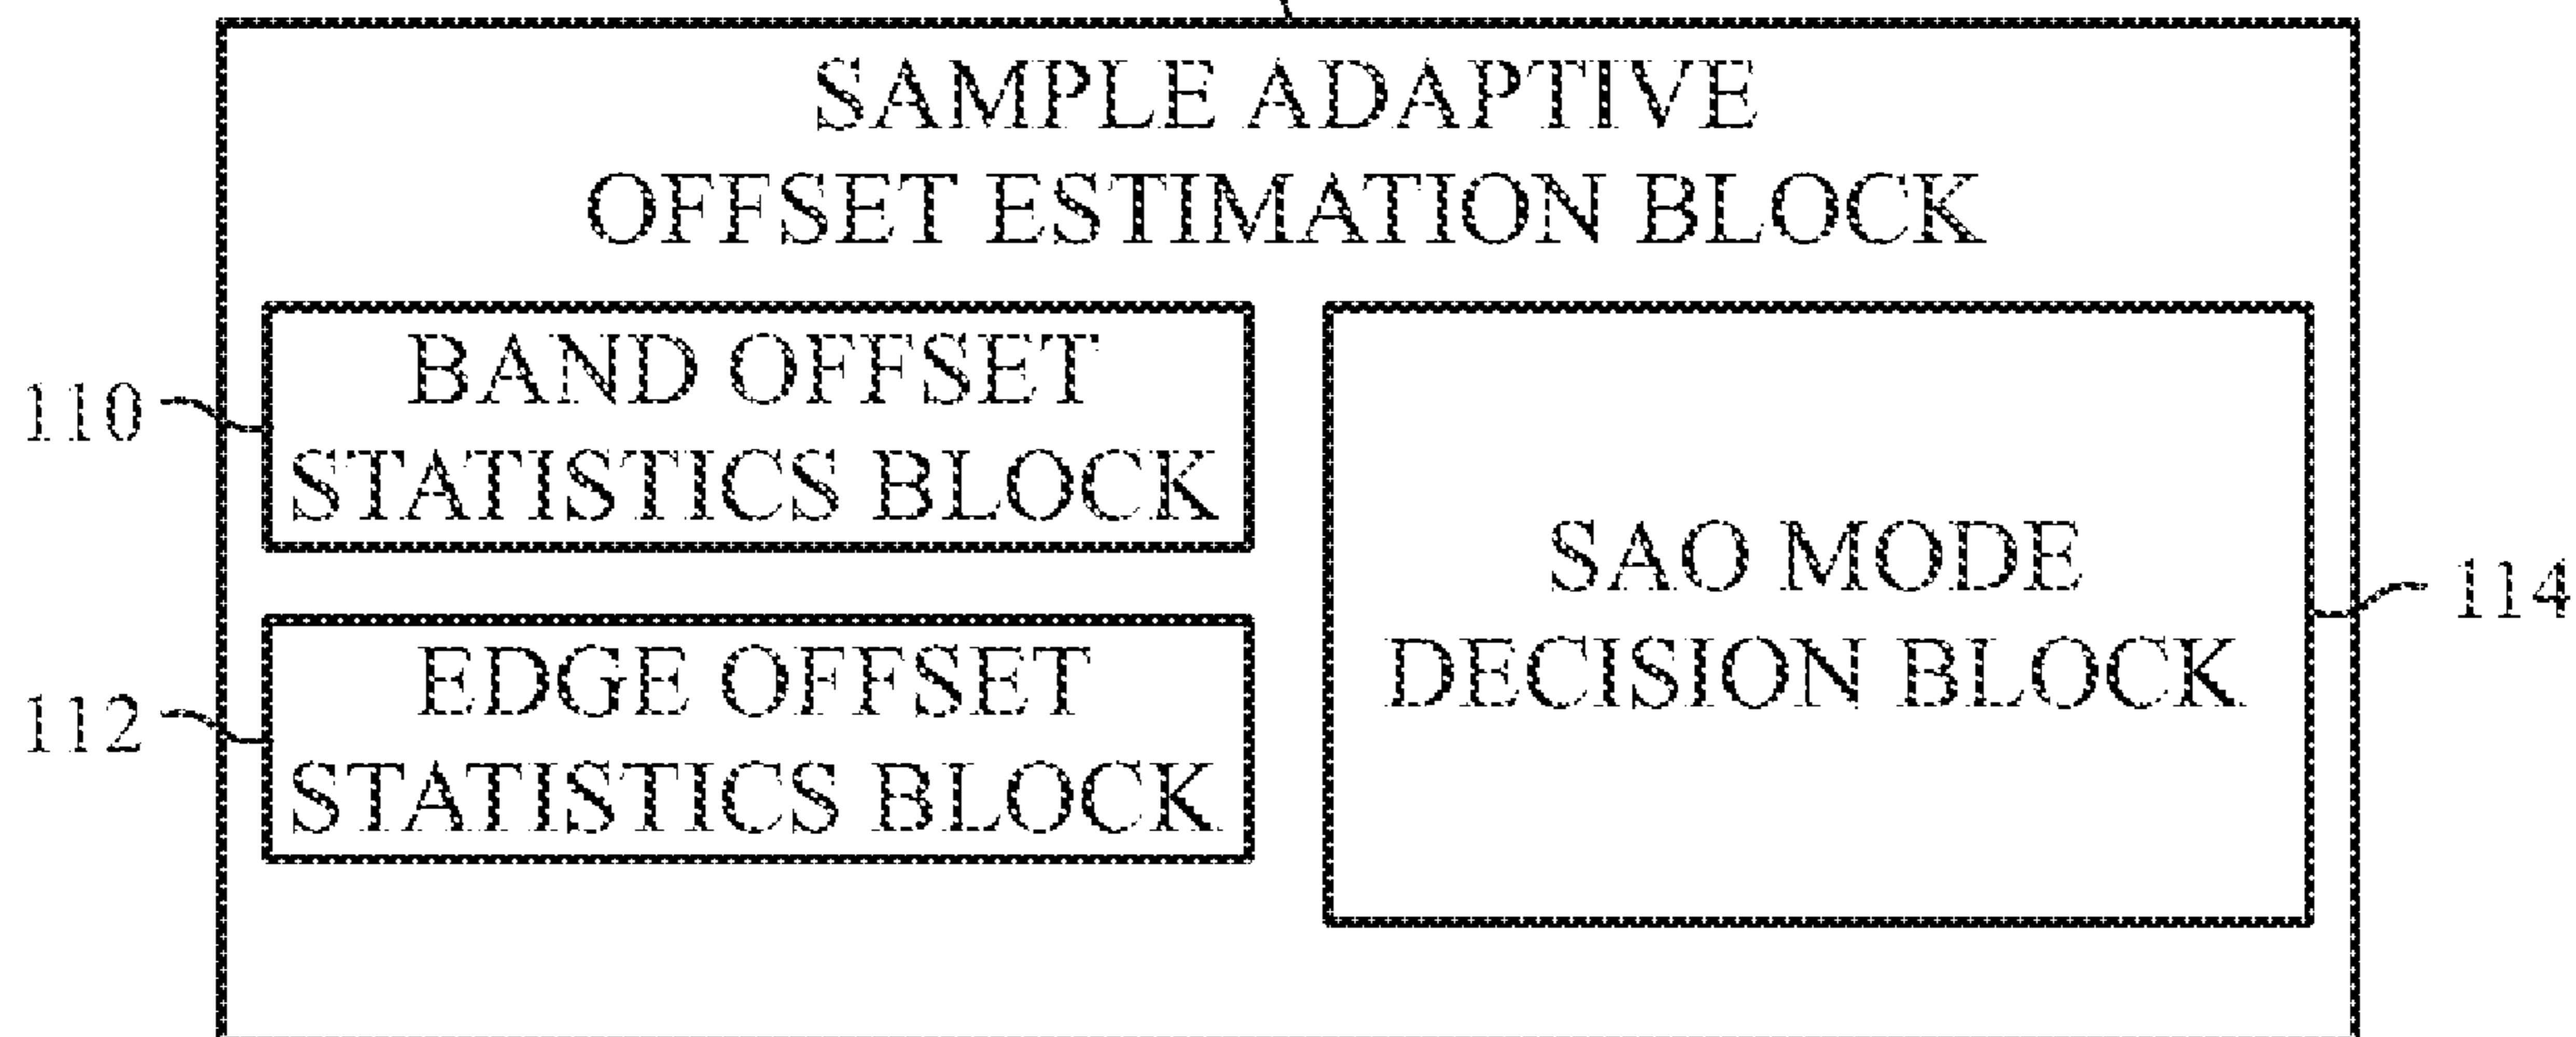 SAMPLE ADAPTIVE
OFFSET ESTIMATION BLOCK
110
BAND OFFSET
STATISTICS BLOCK
112
EDGE OFFSET
STATISTICS BLOCK
SAO MODE
DECISION BLOCK
114